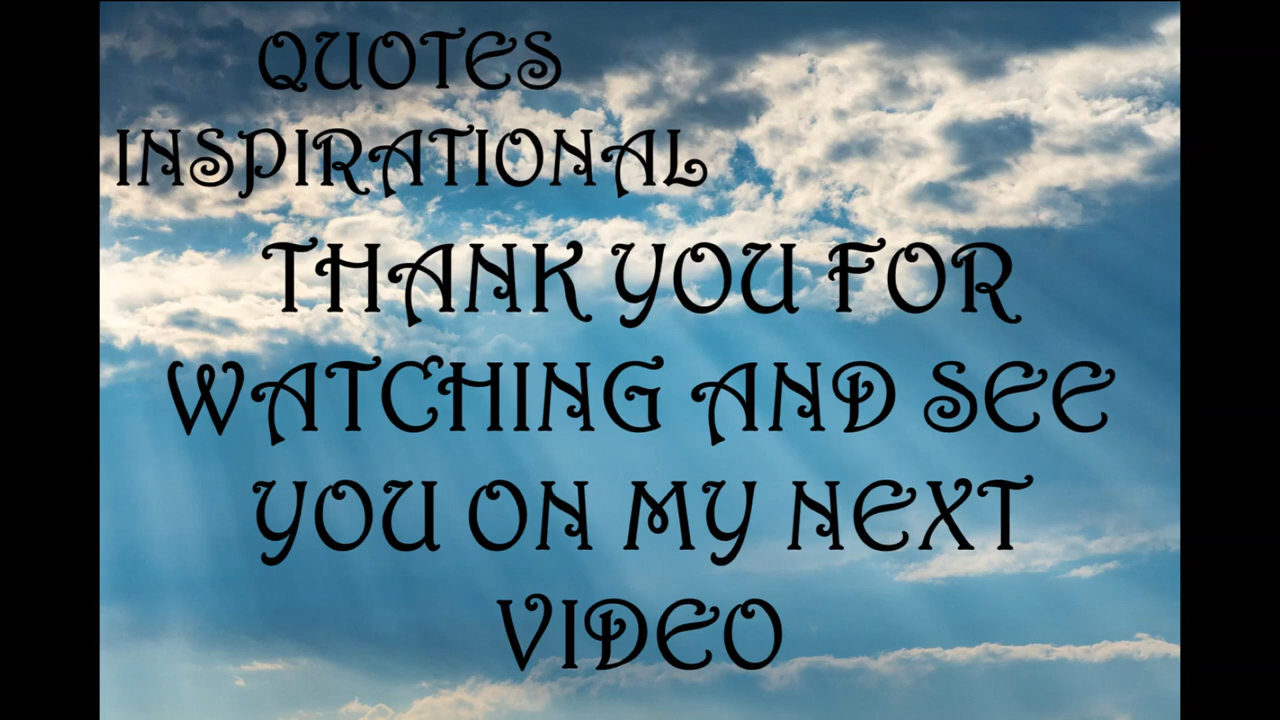 QUOTES
INSPIRATIONAL
THANK YOU FOR
WATCHING AND SEE
YOU ON MY NEXT
VIDEO